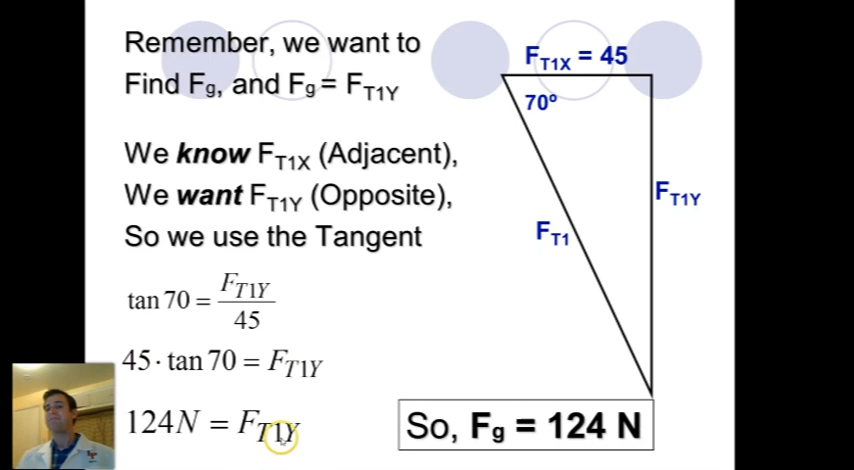 Remember, we want to
Find Fg, and Fg = FT1Y
We know FT1X (Adjacent),
We want FT1Y (Opposite),
So we use the Tangent
tan 70 = FT1Y / 45
45 · tan 70 = FT1Y
124N = FT1Y
FT1X = 45
70º
FT1Y
FT1
So, Fg = 124 N